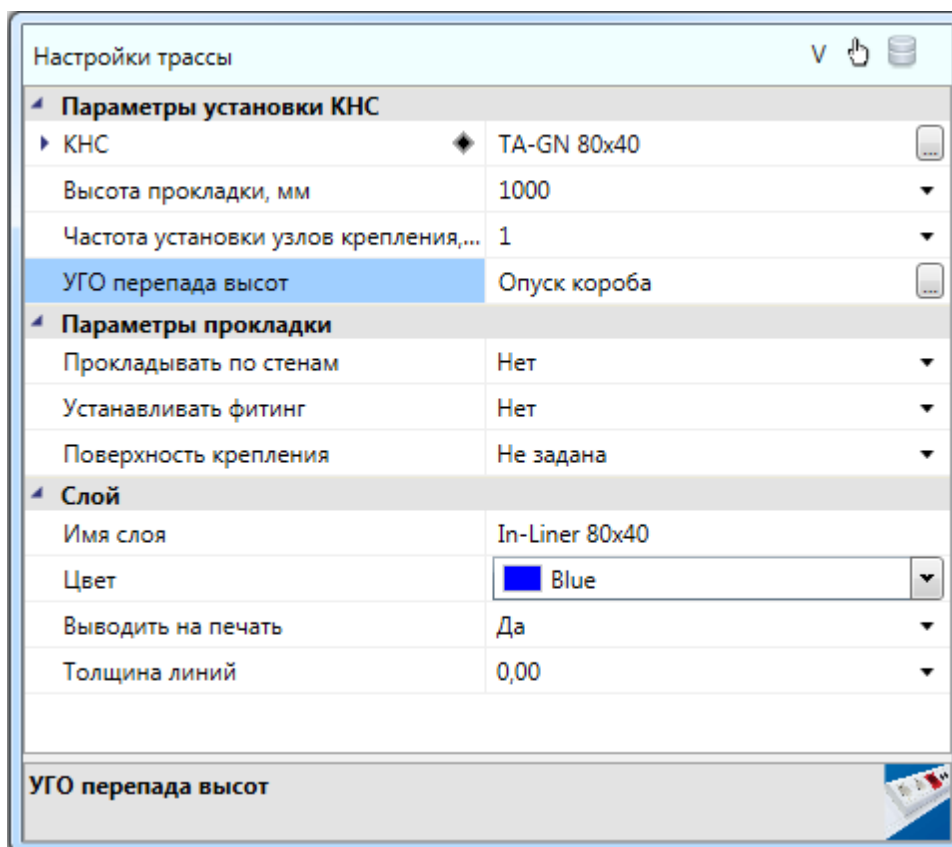 Настройки трассы V
Параметры установки КНС
КНС TA-GN 80x40 ...
Высота прокладки, мм 1000
Частота установки узлов крепления,... 1
УГО перепада высот Опуск короба ...
Параметры прокладки
Прокладывать по стенам Нет
Устанавливать фитинг Нет
Поверхность крепления Не задана
Слой
Имя слоя In-Liner 80x40
Цвет Blue
Выводить на печать Да
Толщина линий 0,00
УГО перепада высот